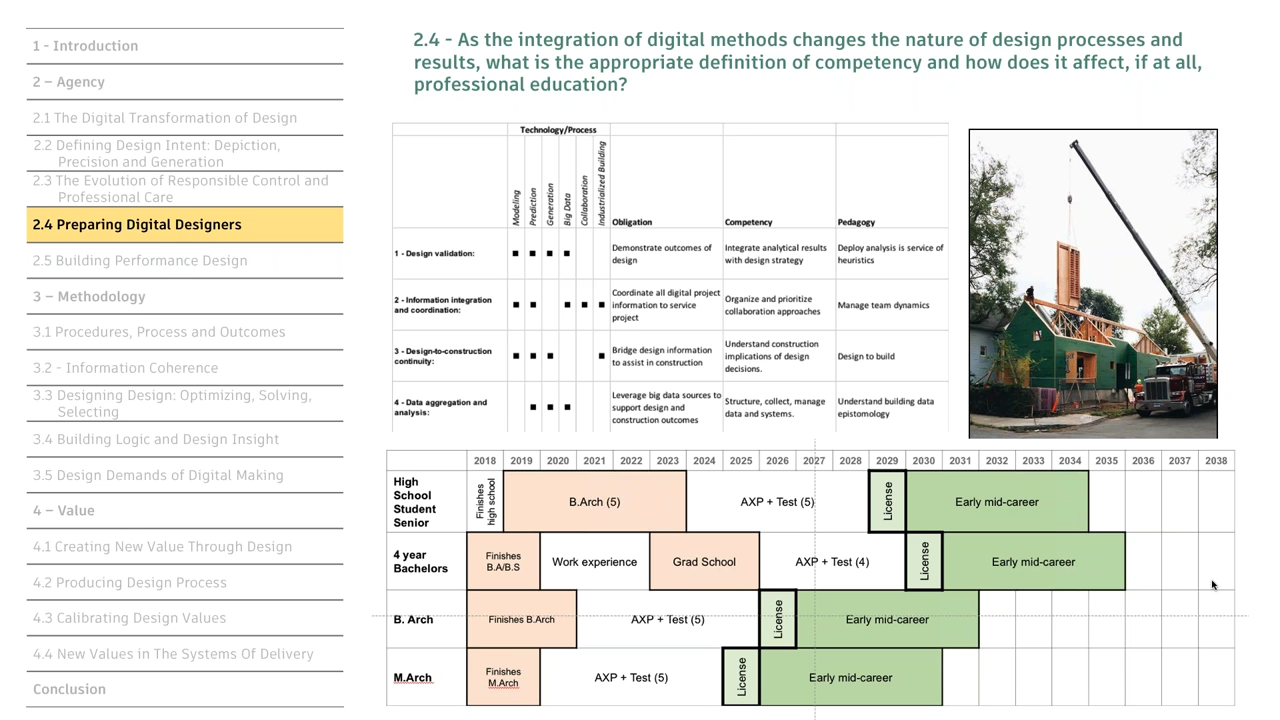 1 - Introduction
2 – Agency
2.1 The Digital Transformation of Design
2.2 Defining Design Intent: Depiction,
Precision and Generation
2.3 The Evolution of Responsible Control and
Professional Care
2.4 Preparing Digital Designers
2.5 Building Performance Design
3 – Methodology
3.1 Procedures, Process and Outcomes
3.2 - Information Coherence
3.3 Designing Design: Optimizing, Solving,
Selecting
3.4 Building Logic and Design Insight
3.5 Design Demands of Digital Making
4 – Value
4.1 Creating New Value Through Design
4.2 Producing Design Process
4.3 Calibrating Design Values
4.4 New Values in The Systems Of Delivery
Conclusion
2.4 - As the integration of digital methods changes the nature of design processes and
results, what is the appropriate definition of competency and how does it affect, if at all,
professional education?
Technology/Process
Modeling
Prediction
Generation
Big Data
Collaboration
Industrialized Building
Obligation
Competency
Pedagogy
1 - Design validation:
Demonstrate outcomes of
design
Integrate analytical results
with design strategy
Deploy analysis is service of
heuristics
2 - Information integration
and coordination:
Coordinate all digital project
information to service
project
Organize and prioritize
collaboration approaches
Manage team dynamics
3 - Design-to-construction
continuity:
Bridge design information
to assist in construction
Understand construction
implications of design
decisions.
Design to build
4 - Data aggregation and
analysis:
Leverage big data sources to
support design and
construction outcomes
Structure, collect, manage
data and systems.
Understand building data
epistomology
2018 2019 2020 2021 2022 2023 2024 2025 2026 2027 2028 2029 2030 2031 2032 2033 2034 2035 2036 2037 2038
High
School
Student
Senior
Finishes
high school
B.Arch (5)
AXP + Test (5)
License
Early mid-career
4 year
Bachelors
Finishes
B.A/B.S
Work experience
Grad School
AXP + Test (4)
License
Early mid-career
B. Arch
Finishes B.Arch
AXP + Test (5)
License
Early mid-career
M.Arch
Finishes
M.Arch
AXP + Test (5)
License
Early mid-career